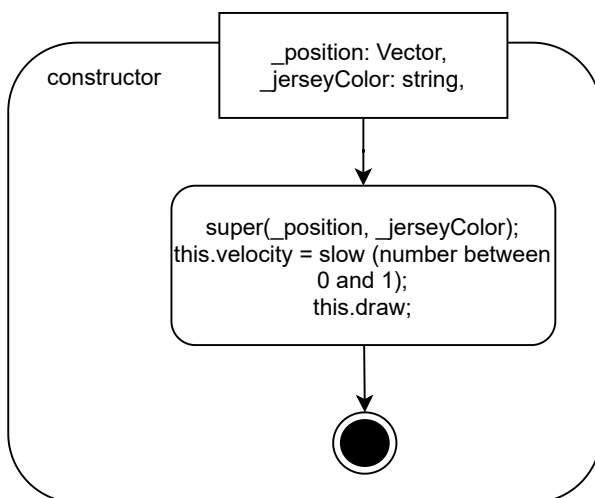 _position: Vector,
_jerseyColor: string,
constructor
super(_position, _jerseyColor);
this.velocity = slow (number between
0 and 1);
this.draw;